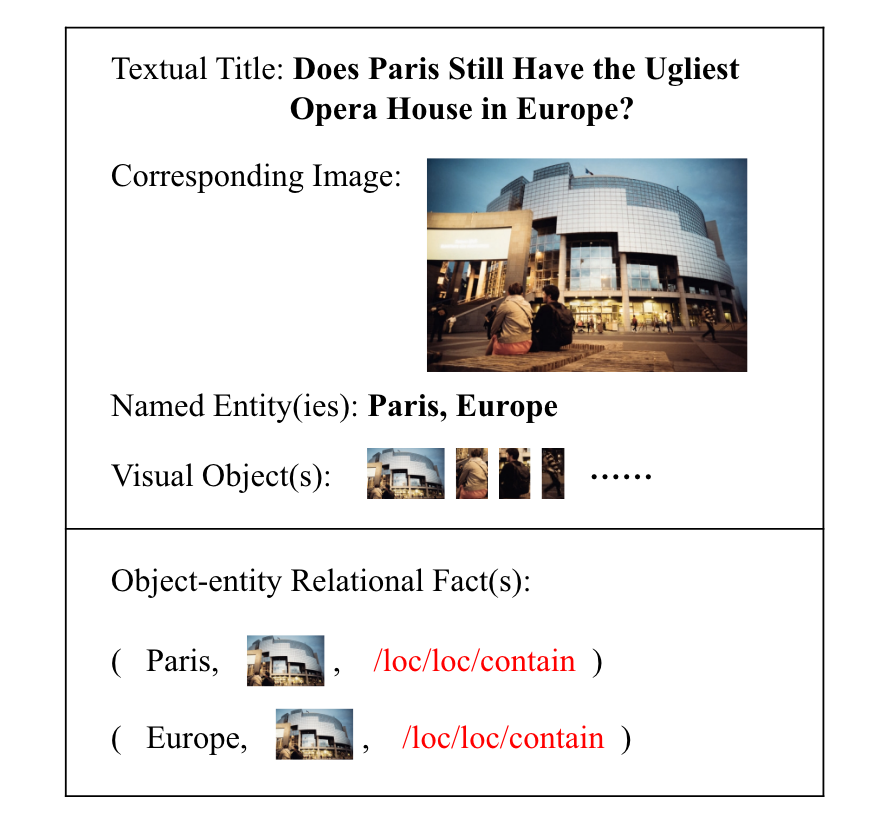 Textual Title: Does Paris Still Have the Ugliest
Opera House in Europe?
Corresponding Image:
Named Entity(ies): Paris, Europe
Visual Object(s): ......
Object-entity Relational Fact(s):
( Paris, , /loc/loc/contain )
( Europe, , /loc/loc/contain )